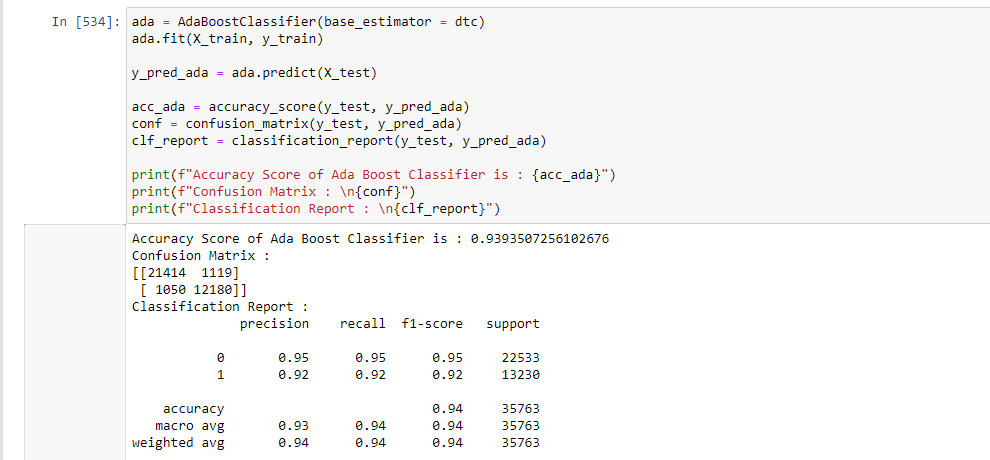 In [534]: ada = AdaBoostClassifier(base_estimator = dtc)
ada.fit(X_train, y_train)
y_pred_ada = ada.predict(X_test)
acc_ada = accuracy_score(y_test, y_pred_ada)
conf = confusion_matrix(y_test, y_pred_ada)
clf_report = classification_report(y_test, y_pred_ada)
print(f"Accuracy Score of Ada Boost Classifier is : {acc_ada}")
print(f"Confusion Matrix : \n{conf}")
print(f"Classification Report : \n{clf_report}")
Accuracy Score of Ada Boost Classifier is : 0.9393507256102676
Confusion Matrix :
[[21414  1119]
 [ 1050 12180]]
Classification Report :
              precision    recall  f1-score   support
           0       0.95      0.95      0.95     22533
           1       0.92      0.92      0.92     13230
    accuracy                           0.94     35763
   macro avg       0.93      0.94      0.94     35763
weighted avg       0.94      0.94      0.94     35763